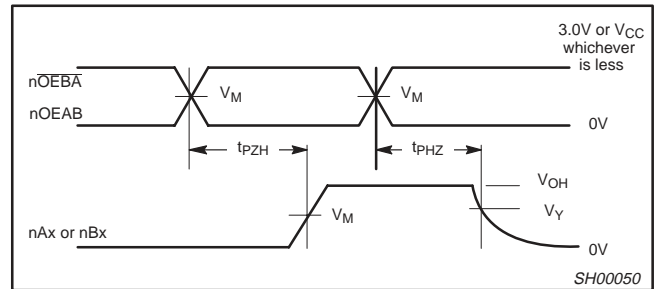 3.0V or VCC
whichever
is less
nOEBA
VM
VM
nOEAB
0V
tPZH
tPHZ
VOH
VY
VM
nAx or nBx
0V
SH00050